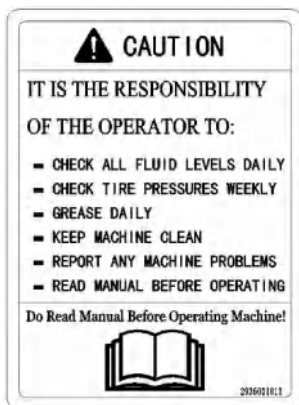 CAUTION
IT IS THE RESPONSIBILITY
OF THE OPERATOR TO:
- CHECK ALL FLUID LEVELS DAILY
- CHECK TIRE PRESSURES WEEKLY
- GREASE DAILY
- KEEP MACHINE CLEAN
- REPORT ANY MACHINE PROBLEMS
- READ MANUAL BEFORE OPERATING
Do Read Manual Before Operating Machine!